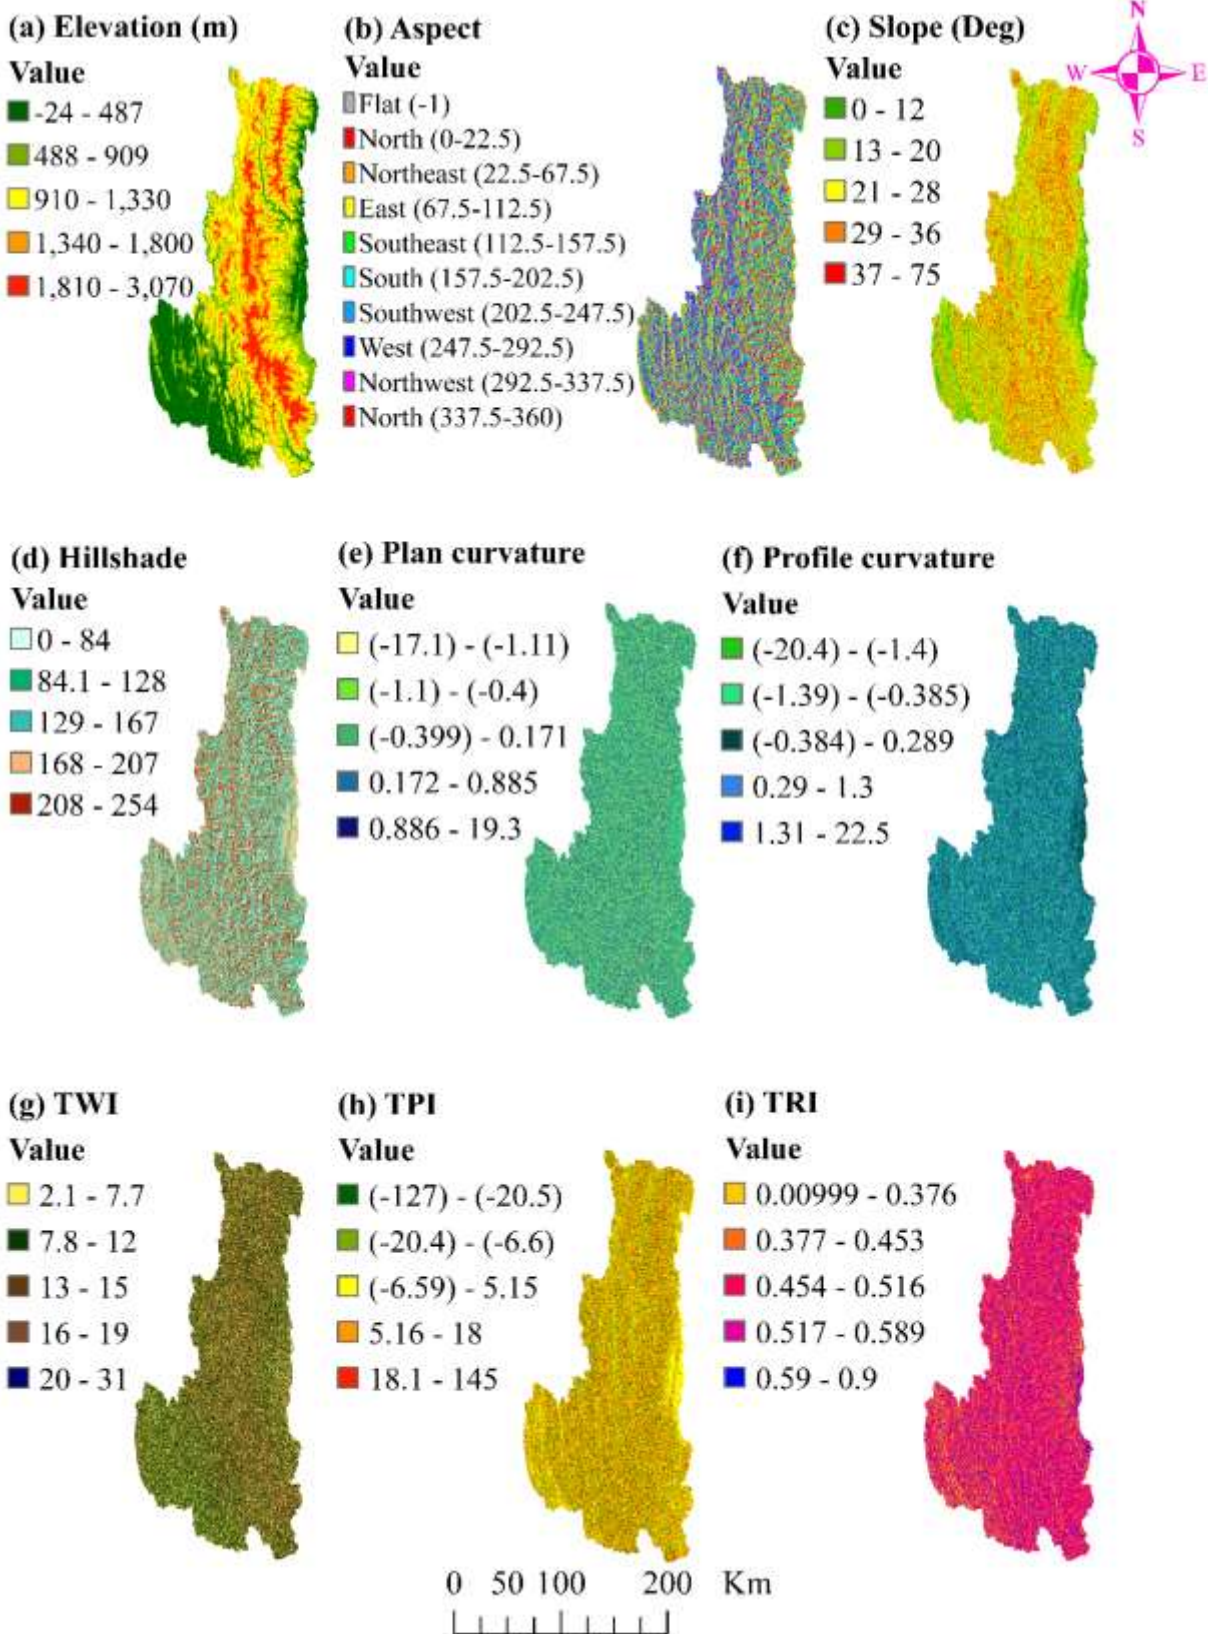 (a) Elevation (m)
Value
-24 - 487
488 - 909
910 - 1,330
1,340 - 1,800
1,810 - 3,070
(b) Aspect
Value
Flat (-1)
North (0-22.5)
Northeast (22.5-67.5)
East (67.5-112.5)
Southeast (112.5-157.5)
South (157.5-202.5)
Southwest (202.5-247.5)
West (247.5-292.5)
Northwest (292.5-337.5)
North (337.5-360)
(c) Slope (Deg)
Value
0 - 12
13 - 20
21 - 28
29 - 36
37 - 75
N
W
E
S
(d) Hillshade
Value
0 - 84
84.1 - 128
129 - 167
168 - 207
208 - 254
(e) Plan curvature
Value
(-17.1) - (-1.11)
(-1.1) - (-0.4)
(-0.399) - 0.171
0.172 - 0.885
0.886 - 19.3
(f) Profile curvature
Value
(-20.4) - (-1.4)
(-1.39) - (-0.385)
(-0.384) - 0.289
0.29 - 1.3
1.31 - 22.5
(g) TWI
Value
2.1 - 7.7
7.8 - 12
13 - 15
16 - 19
20 - 31
(h) TPI
Value
(-127) - (-20.5)
(-20.4) - (-6.6)
(-6.59) - 5.15
5.16 - 18
18.1 - 145
(i) TRI
Value
0.00999 - 0.376
0.377 - 0.453
0.454 - 0.516
0.517 - 0.589
0.59 - 0.9
0 50 100 200 Km